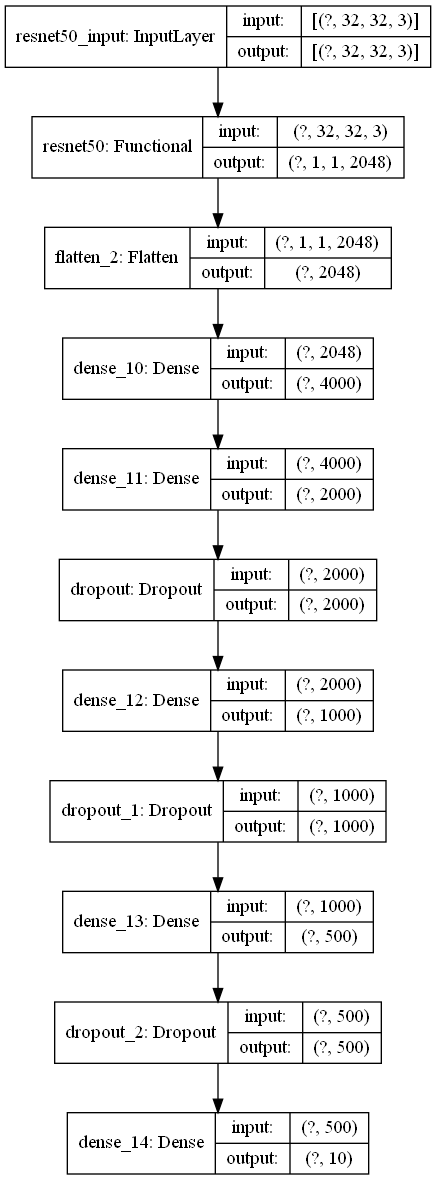 resnet50_input: InputLayer
input: [(?, 32, 32, 3)]
output: [(?, 32, 32, 3)]
resnet50: Functional
input: (?, 32, 32, 3)
output: (?, 1, 1, 2048)
flatten_2: Flatten
input: (?, 1, 1, 2048)
output: (?, 2048)
dense_10: Dense
input: (?, 2048)
output: (?, 4000)
dense_11: Dense
input: (?, 4000)
output: (?, 2000)
dropout: Dropout
input: (?, 2000)
output: (?, 2000)
dense_12: Dense
input: (?, 2000)
output: (?, 1000)
dropout_1: Dropout
input: (?, 1000)
output: (?, 1000)
dense_13: Dense
input: (?, 1000)
output: (?, 500)
dropout_2: Dropout
input: (?, 500)
output: (?, 500)
dense_14: Dense
input: (?, 500)
output: (?, 10)